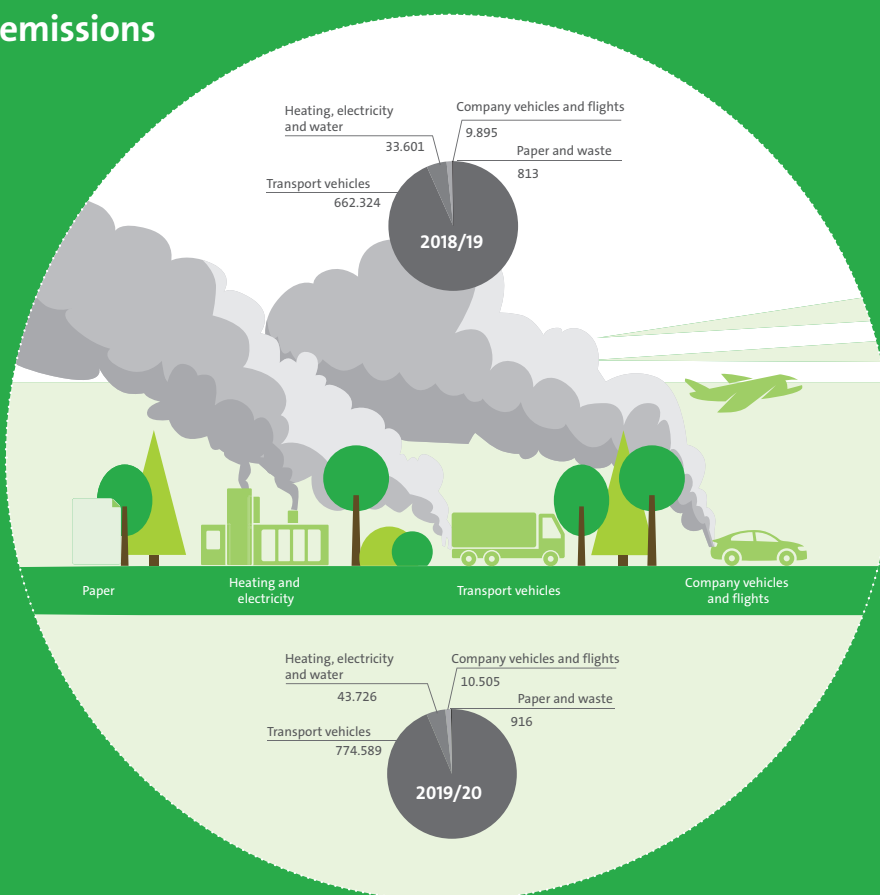 emissions
Heating, electricity
and water
33.601
Company vehicles and flights
9.895
Paper and waste
813
Transport vehicles
662.324
2018/19
Paper
Heating and
electricity
Transport vehicles
Company vehicles
and flights
Heating, electricity
and water
43.726
Company vehicles and flights
10.505
Paper and waste
916
Transport vehicles
774.589
2019/20